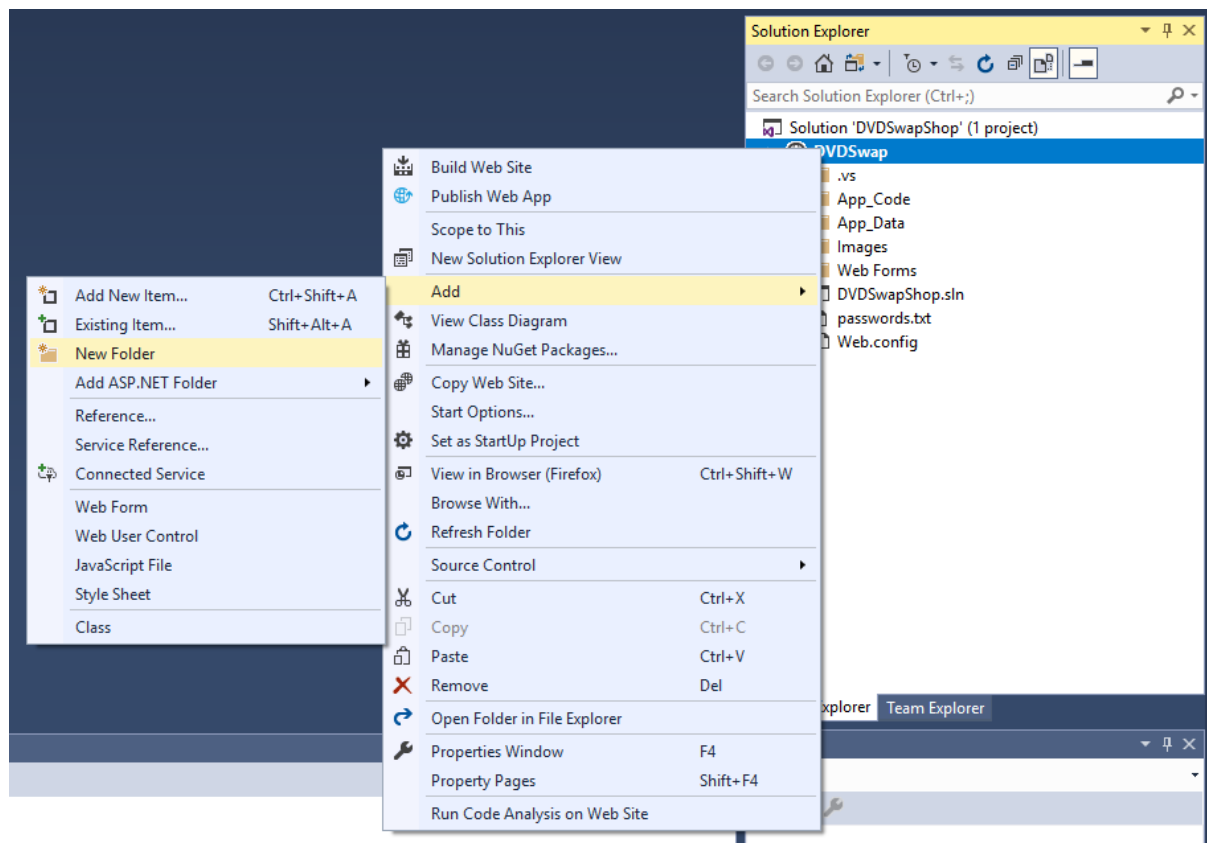 Solution Explorer
Search Solution Explorer (Ctrl+;)
Solution 'DVDSwapShop' (1 project)
DVDSwap
.vs
App_Code
App_Data
Images
Web Forms
DVDSwapShop.sln
passwords.txt
Web.config
Build Web Site
Publish Web App
Scope to This
New Solution Explorer View
Add
View Class Diagram
Manage NuGet Packages...
Copy Web Site...
Start Options...
Set as StartUp Project
View in Browser (Firefox) Ctrl+Shift+W
Browse With...
Refresh Folder
Source Control
Cut Ctrl+X
Copy Ctrl+C
Paste Ctrl+V
Remove Del
Open Folder in File Explorer
Properties Window F4
Property Pages Shift+F4
Run Code Analysis on Web Site
Add New Item... Ctrl+Shift+A
Existing Item... Shift+Alt+A
New Folder
Add ASP.NET Folder
Reference...
Service Reference...
Connected Service
Web Form
Web User Control
JavaScript File
Style Sheet
Class
Team Explorer